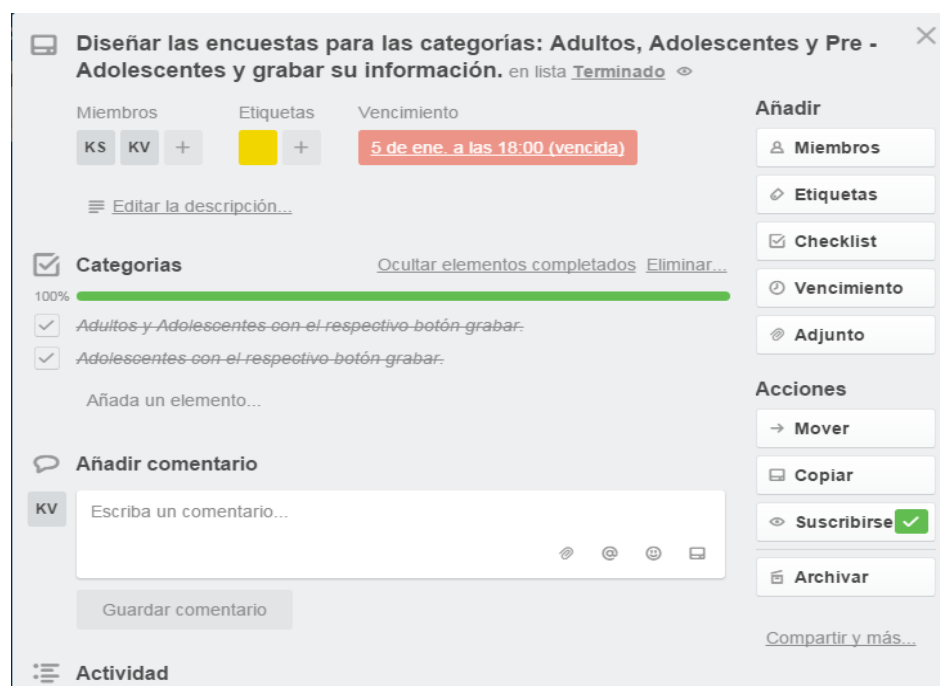 Diseñar las encuestas para las categorías: Adultos, Adolescentes y Pre -
Adolescentes y grabar su información. en lista Terminado
Miembros
Etiquetas
Vencimiento
KS KV +
+
5 de ene. a las 18:00 (vencida)
Editar la descripción...
Categorias
Ocultar elementos completados Eliminar...
100%
Adultos y Adolescentes con el respectivo botón grabar.
Adolescentes con el respectivo botón grabar.
Añada un elemento...
Añadir comentario
KV
Escriba un comentario...
@
Guardar comentario
Actividad
Añadir
Miembros
Etiquetas
Checklist
Vencimiento
Adjunto
Acciones
Mover
Copiar
Suscribirse
Archivar
Compartir y más...